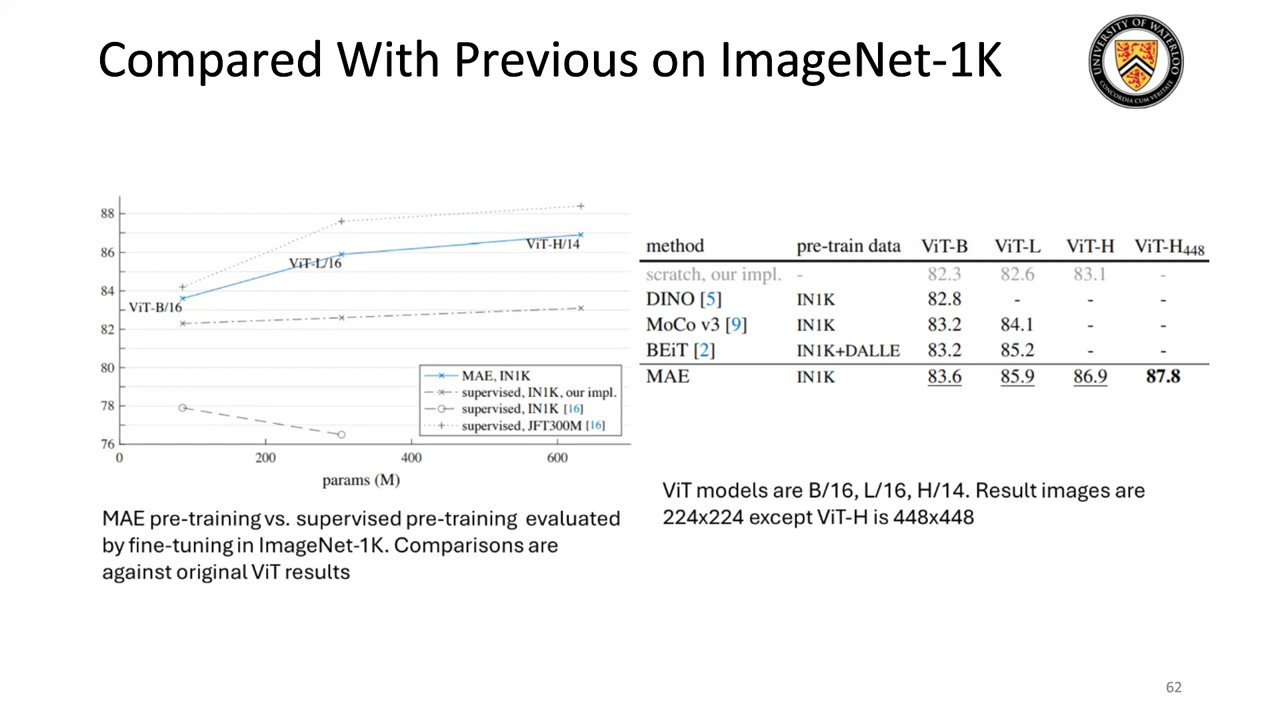 Compared With Previous on ImageNet-1K
UNIVERSITY OF WATERLOO
CONCORDIA CUM VERITATE
88
86
84
82
80
78
76
0
200
400
600
params (M)
ViT-B/16
ViT-L/16
ViT-H/14
MAE, IN1K
supervised, IN1K, our impl.
supervised, IN1K [16]
supervised, JFT300M [16]
MAE pre-training vs. supervised pre-training evaluated
by fine-tuning in ImageNet-1K. Comparisons are
against original ViT results
method pre-train data ViT-B ViT-L ViT-H ViT-H448
scratch, our impl. - 82.3 82.6 83.1 -
DINO [5] IN1K 82.8 - - -
MoCo v3 [9] IN1K 83.2 84.1 - -
BEiT [2] IN1K+DALLE 83.2 85.2 - -
MAE IN1K 83.6 85.9 86.9 87.8
ViT models are B/16, L/16, H/14. Result images are
224x224 except ViT-H is 448x448
62